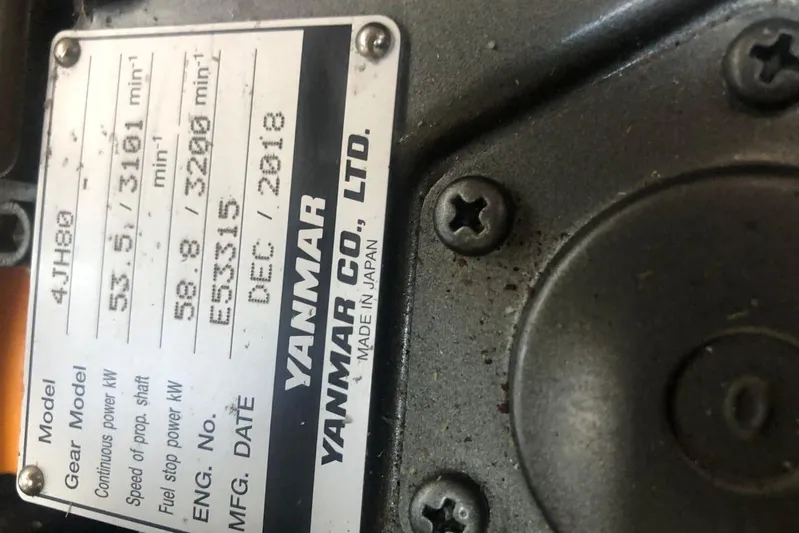 Model 4JH80
Gear Model -
Continuous power kW 53.5 / 3101 min-1
Speed of prop. shaft min-1
Fuel stop power kW 58.8 / 3200 min-1
ENG. No. E53315
MFG. DATE DEC / 2018
YANMAR
YANMAR CO., LTD.
MADE IN JAPAN